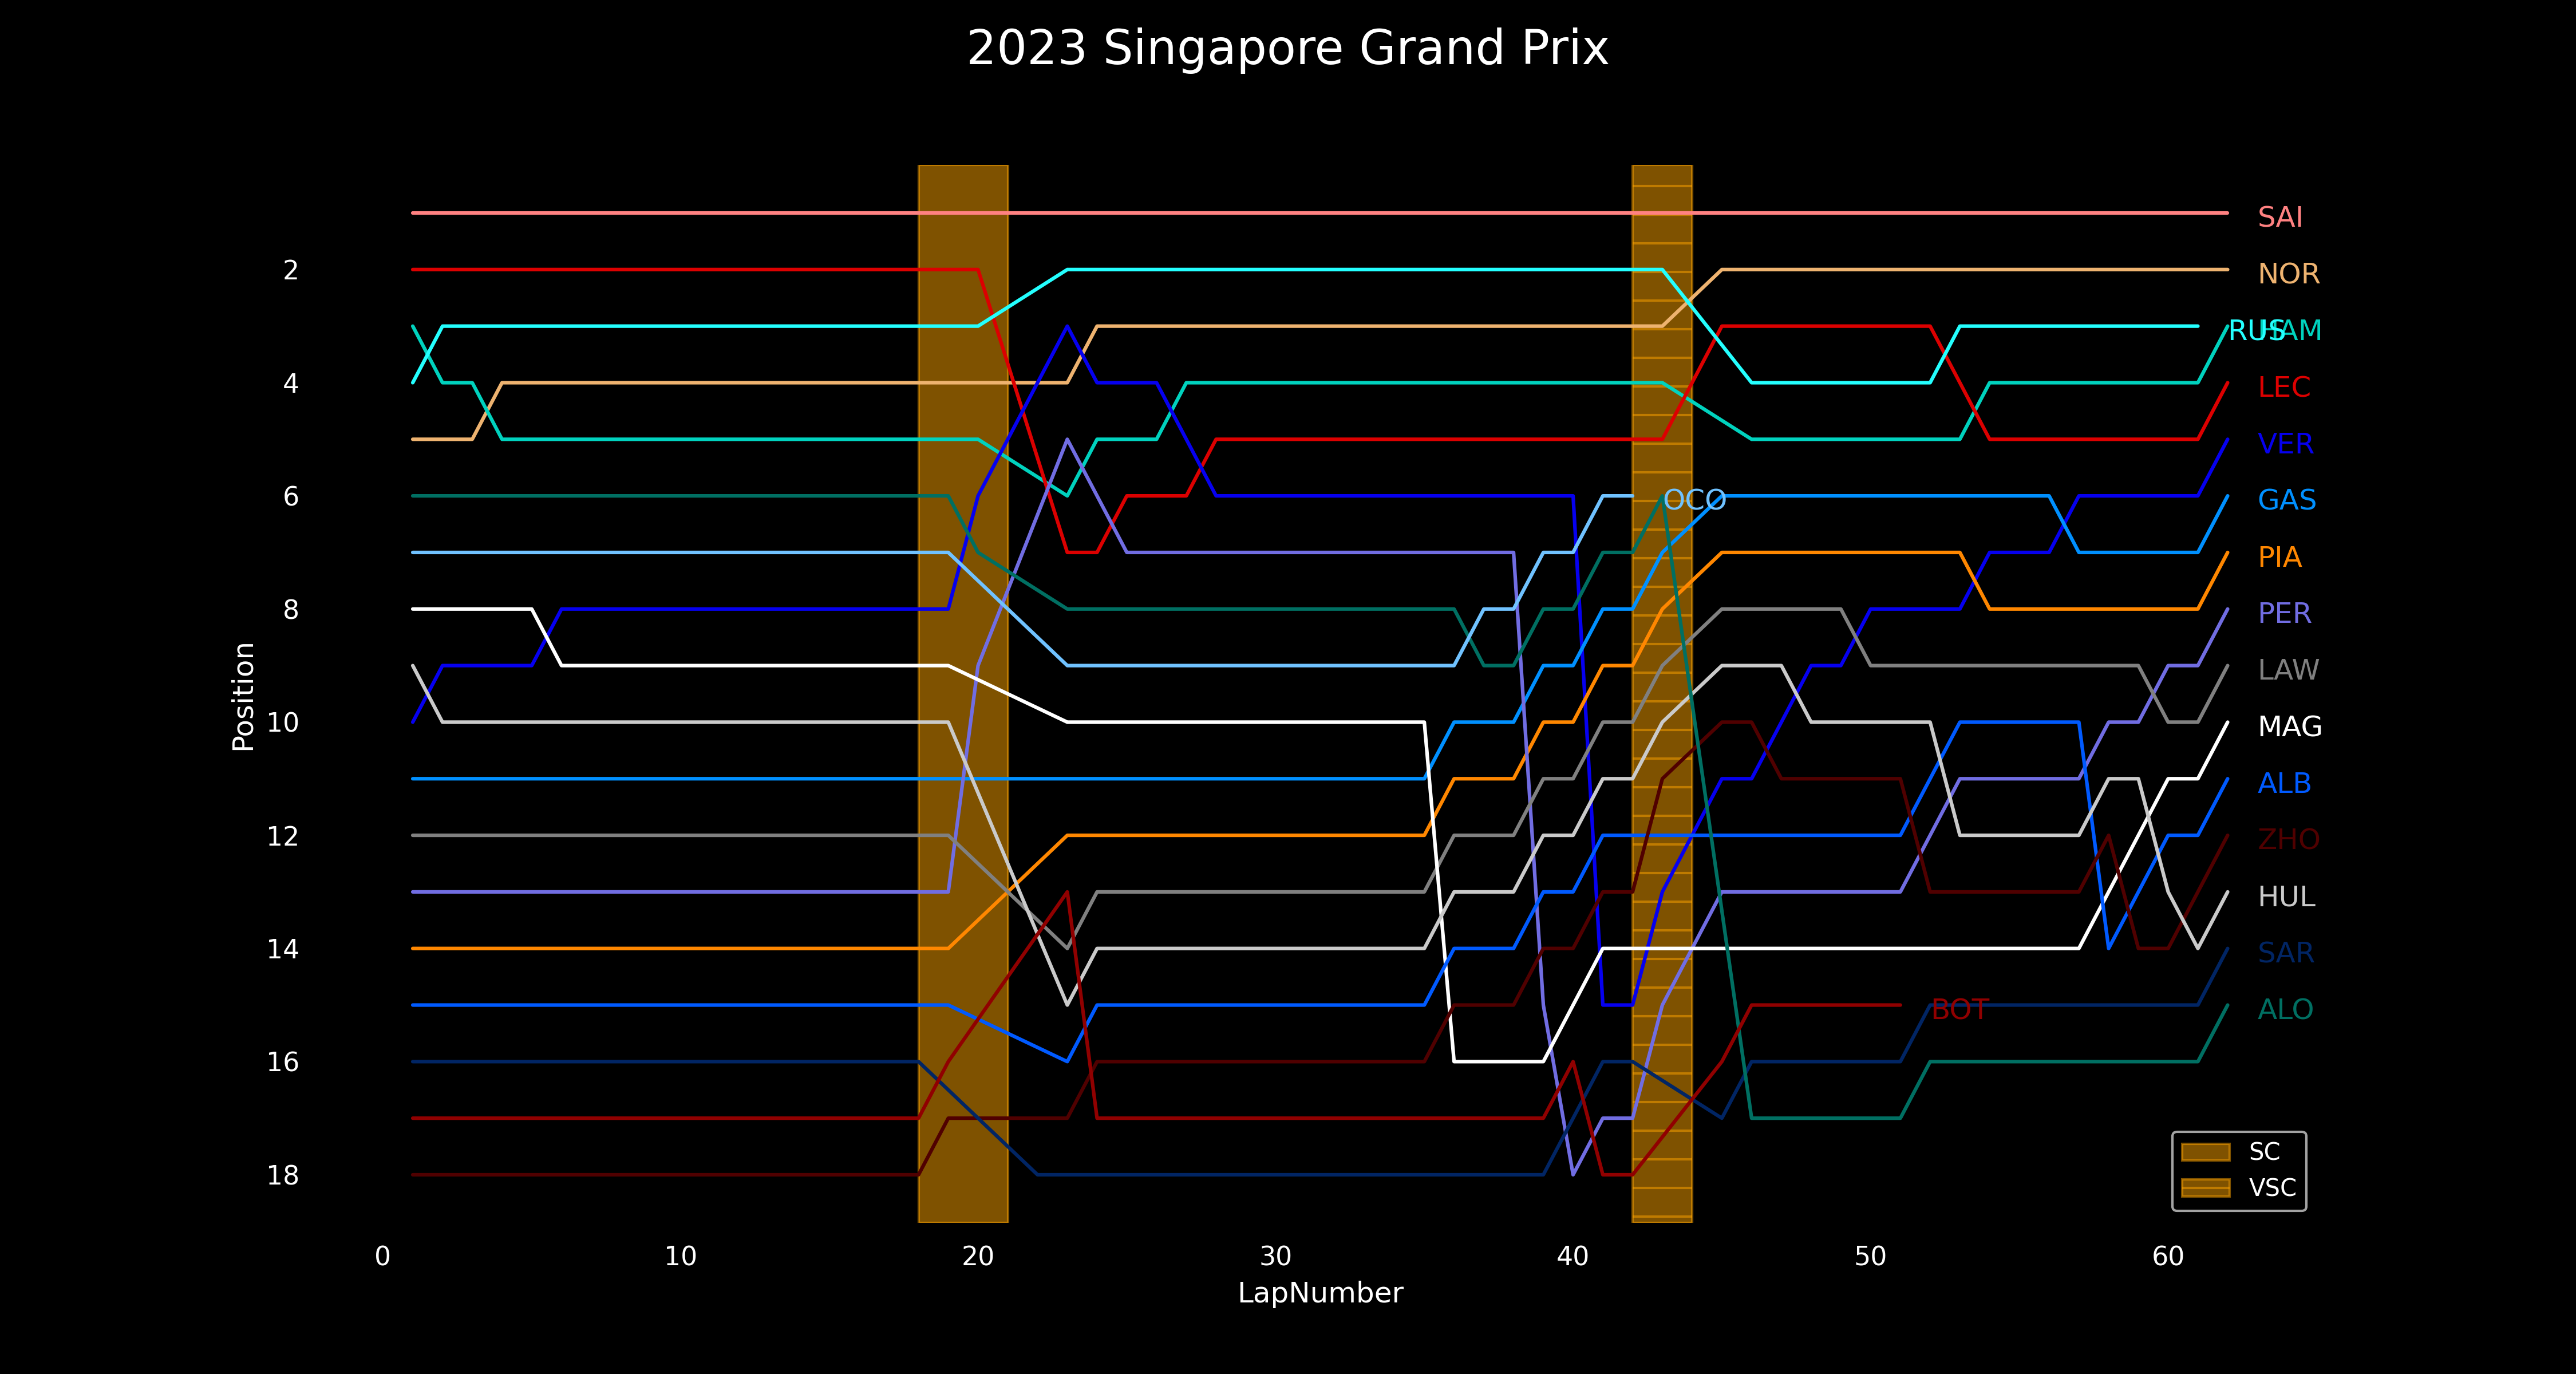 2023 Singapore Grand Prix
SAI
2
NOR
RUS
HAM
4
LEC
VER
6
OCO
GAS
PIA
8
PER
LAW
Position
10
MAG
ALB
12
ZHO
HUL
14
SAR
BOT
ALO
16
18
SC
VSC
0 10 20 30 40 50 60
LapNumber